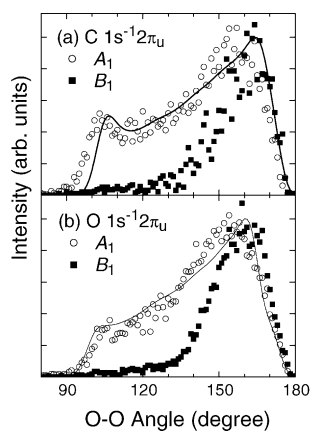 (a) C 1s⁻¹2πᵤ
A₁
B₁
(b) O 1s⁻¹2πᵤ
A₁
B₁
Intensity (arb. units)
90 120 150 180
O-O Angle (degree)